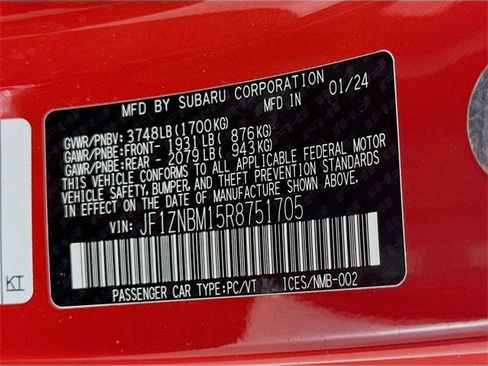 MFD BY SUBARU CORPORATION 01/24
MADE IN JAPAN
GVWR/PNBV: 3748LB(1700KG)
GAWR/PNBE:FRONT- 1931LB( 876KG)
GAWR/PNBE:REAR - 2079LB( 943KG)
THIS VEHICLE CONFORMS TO ALL APPLICABLE FEDERAL MOTOR
VEHICLE SAFETY, BUMPER, AND THEFT PREVENTION STANDARDS
IN EFFECT ON THE DATE OF MANUFACTURE SHOWN ABOVE.
VIN: JF1ZNBM15R8751705
PASSENGER CAR TYPE:PC/VT ICES/NMB-002
KT